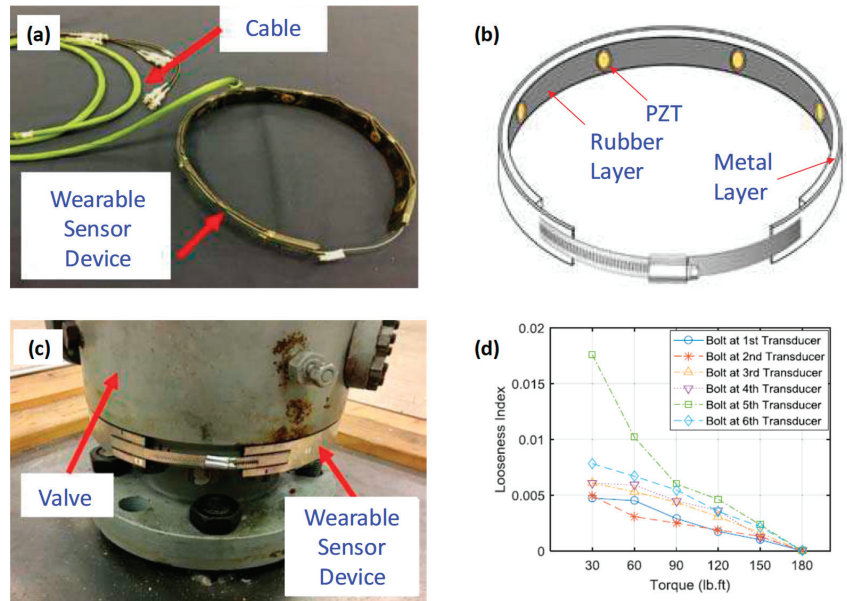 (a)
Cable
Wearable
Sensor
Device
(b)
PZT
Rubber
Layer
Metal
Layer
(c)
Valve
Wearable
Sensor
Device
(d)
0.02
0.015
0.01
0.005
0
Looseness Index
Bolt at 1st Transducer
Bolt at 2nd Transducer
Bolt at 3rd Transducer
Bolt at 4th Transducer
Bolt at 5th Transducer
Bolt at 6th Transducer
30 60 90 120 150 180
Torque (lb.ft)